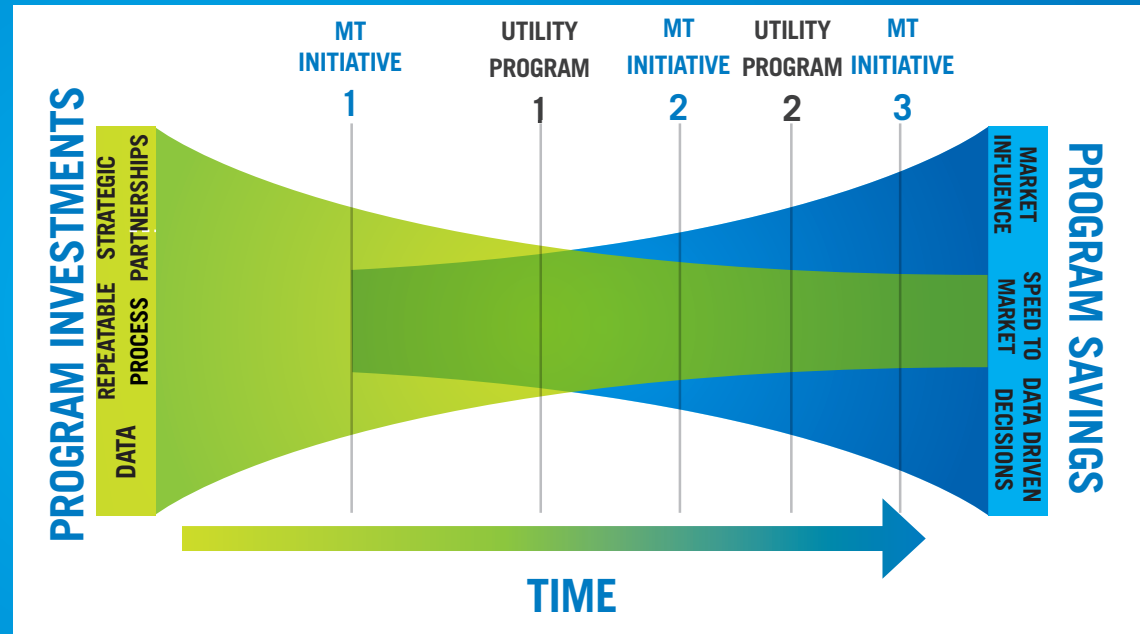 MT
INITIATIVE
1
UTILITY
PROGRAM
1
MT
INITIATIVE
2
UTILITY
PROGRAM
2
MT
INITIATIVE
3
PROGRAM INVESTMENTS
STRATEGIC
PARTNERSHIPS
REPEATABLE
PROCESS
DATA
MARKET
INFLUENCE
SPEED TO
MARKET
DATA DRIVEN
DECISIONS
PROGRAM SAVINGS
TIME